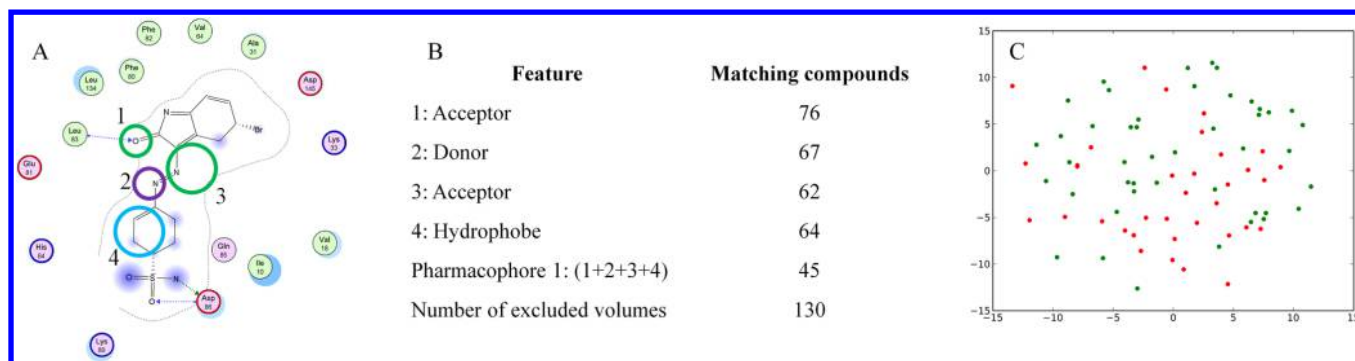 A
Phe
82
Val
64
Ala
31
Leu
134
Phe
80
Asp
145
1
N
Br
Leu
83
O
Lys
33
Glu
81
2
N
N
3
4
His
84
Gln
85
Val
18
Ile
10
O
S
N
O
Asp
86
Lys
89
B
Feature Matching compounds
1: Acceptor 76
2: Donor 67
3: Acceptor 62
4: Hydrophobe 64
Pharmacophore 1: (1+2+3+4) 45
Number of excluded volumes 130
C
15
10
5
0
−5
−10
−15
−15 −10 −5 0 5 10 15